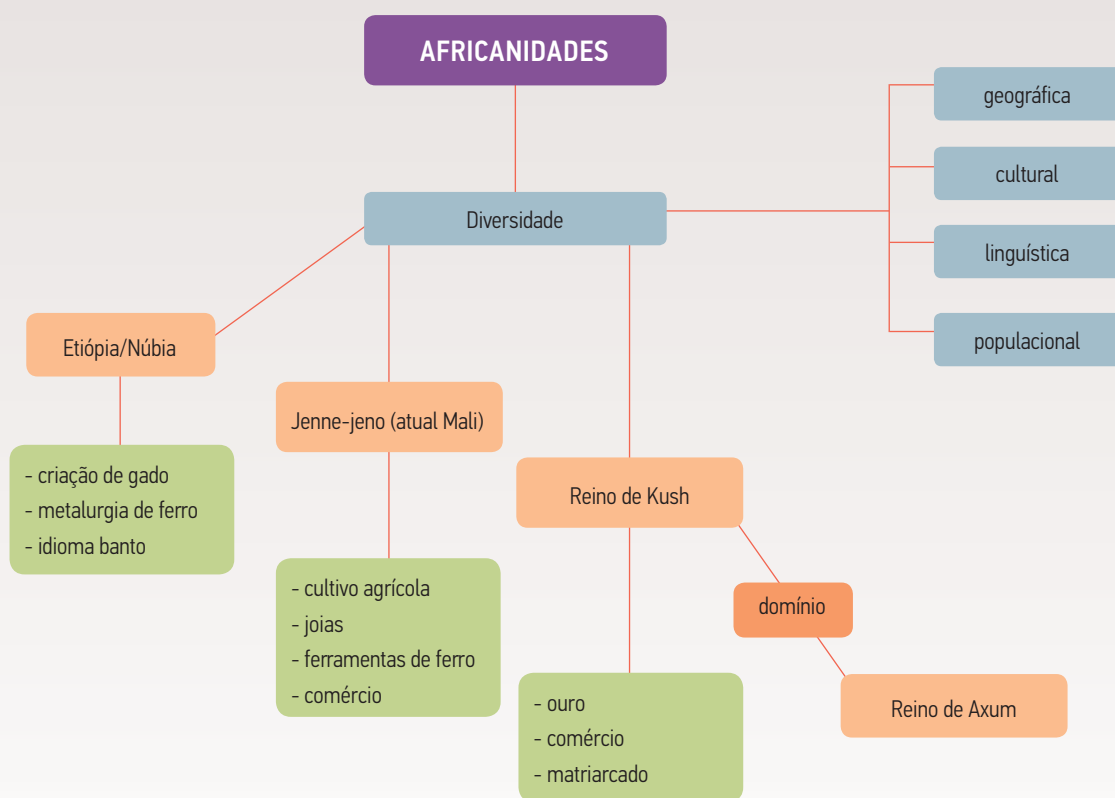 AFRICANIDADES
Diversidade
geográfica
cultural
linguística
populacional
Etiópia/Núbia
- criação de gado
- metalurgia de ferro
- idioma banto
Jenne-jeno (atual Mali)
- cultivo agrícola
- joias
- ferramentas de ferro
- comércio
Reino de Kush
- ouro
- comércio
- matriarcado
domínio
Reino de Axum